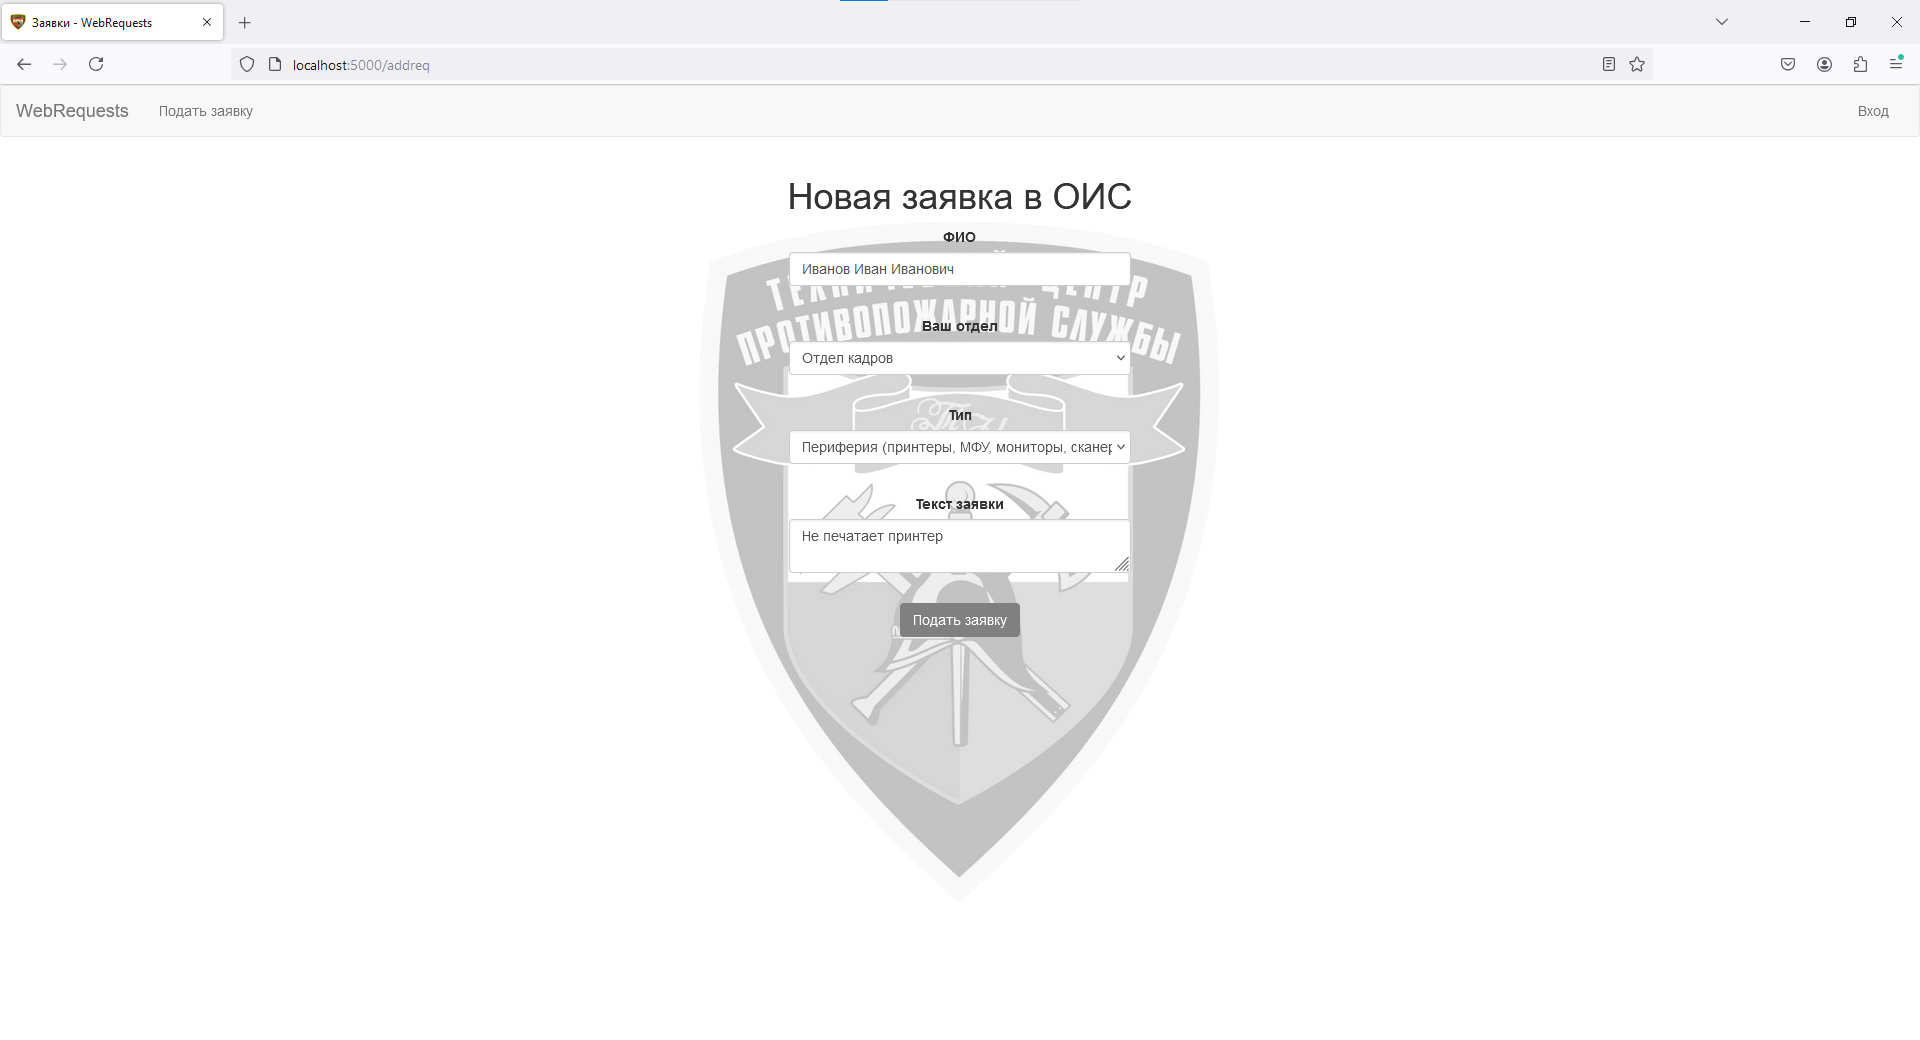 Заявки - WebRequests
localhost:5000/addreq
WebRequests
Подать заявку
Вход
Новая заявка в ОИС
ФИО
Иванов Иван Иванович
ЦЕНТР
ПРОТИВОПОЖАРНОЙ СЛУЖБЫ
Ваш отдел
Отдел кадров
Тип
Периферия (принтеры, МФУ, мониторы, сканер
Текст заявки
Не печатает принтер
Подать заявку